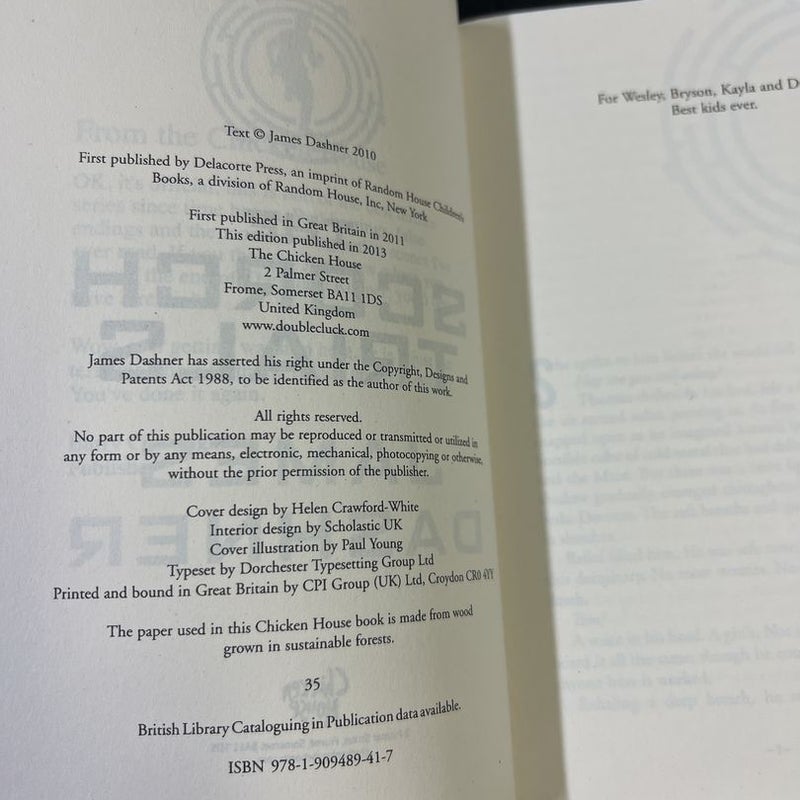 Text © James Dashner 2010
First published by Delacorte Press, an imprint of Random House Children's
Books, a division of Random House, Inc, New York
First published in Great Britain in 2011
This edition published in 2013
The Chicken House
2 Palmer Street
Frome, Somerset BA11 1DS
United Kingdom
www.doublecluck.com
James Dashner has asserted his right under the Copyright, Designs and
Patents Act 1988, to be identified as the author of this work.
All rights reserved.
No part of this publication may be reproduced or transmitted or utilized in
any form or by any means, electronic, mechanical, photocopying or otherwise,
without the prior permission of the publisher.
Cover design by Helen Crawford-White
Interior design by Scholastic UK
Cover illustration by Paul Young
Typeset by Dorchester Typesetting Group Ltd
Printed and bound in Great Britain by CPI Group (UK) Ltd, Croydon CR0 4YY
The paper used in this Chicken House book is made from wood
grown in sustainable forests.
35
British Library Cataloguing in Publication data available.
ISBN 978-1-909489-41-7
For Wesley, Bryson, Kayla and D
Best kids ever.